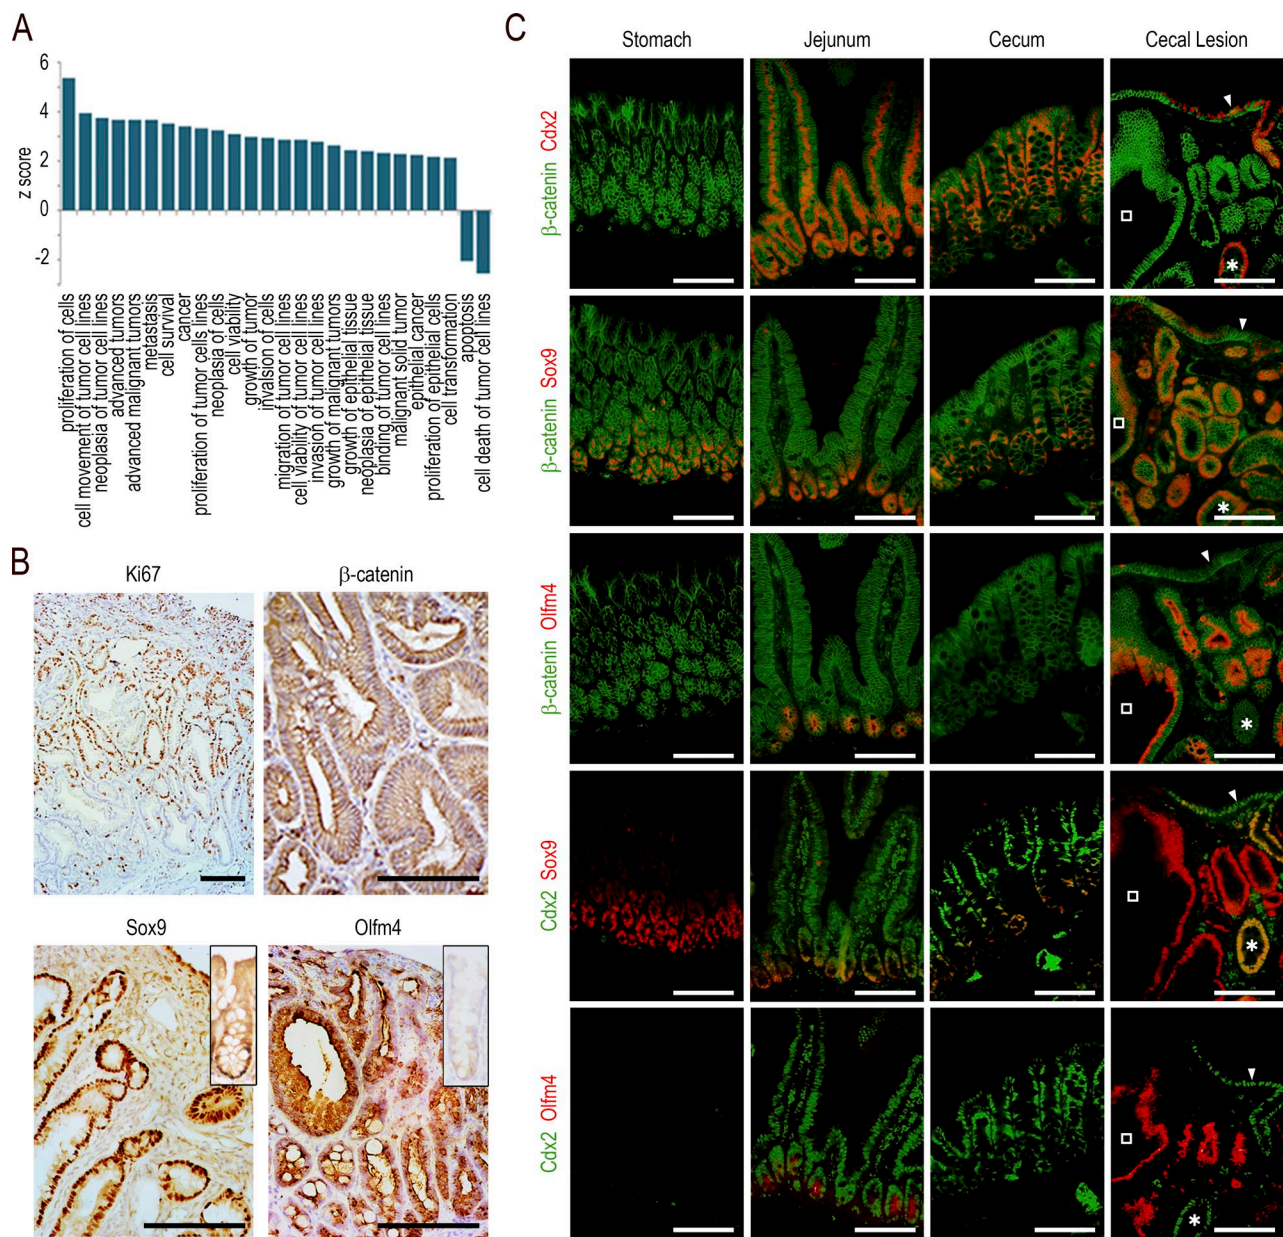 A
6
4
2
0
-2
z score
proliferation of cells
cell movement of tumor cell lines
neoplasia of tumor cell lines
advanced tumors
advanced malignant tumors
metastasis
cell survival
cancer
proliferation of tumor cells lines
neoplasia of cells
cell viability
growth of tumor
invasion of cells
migration of tumor cell lines
cell viability of tumor cell lines
invasion of tumor cell lines
growth of malignant tumors
growth of epithelial tissue
neoplasia of epithelial tissue
binding of tumor cell lines
malignant solid tumor
epithelial cancer
proliferation of epithelial cells
cell transformation
apoptosis
cell death of tumor cell lines
B
Ki67
β-catenin
Sox9
Olfm4
C
Stomach
Jejunum
Cecum
Cecal Lesion
β-catenin Cdx2
β-catenin Sox9
β-catenin Olfm4
Cdx2 Sox9
Cdx2 Olfm4